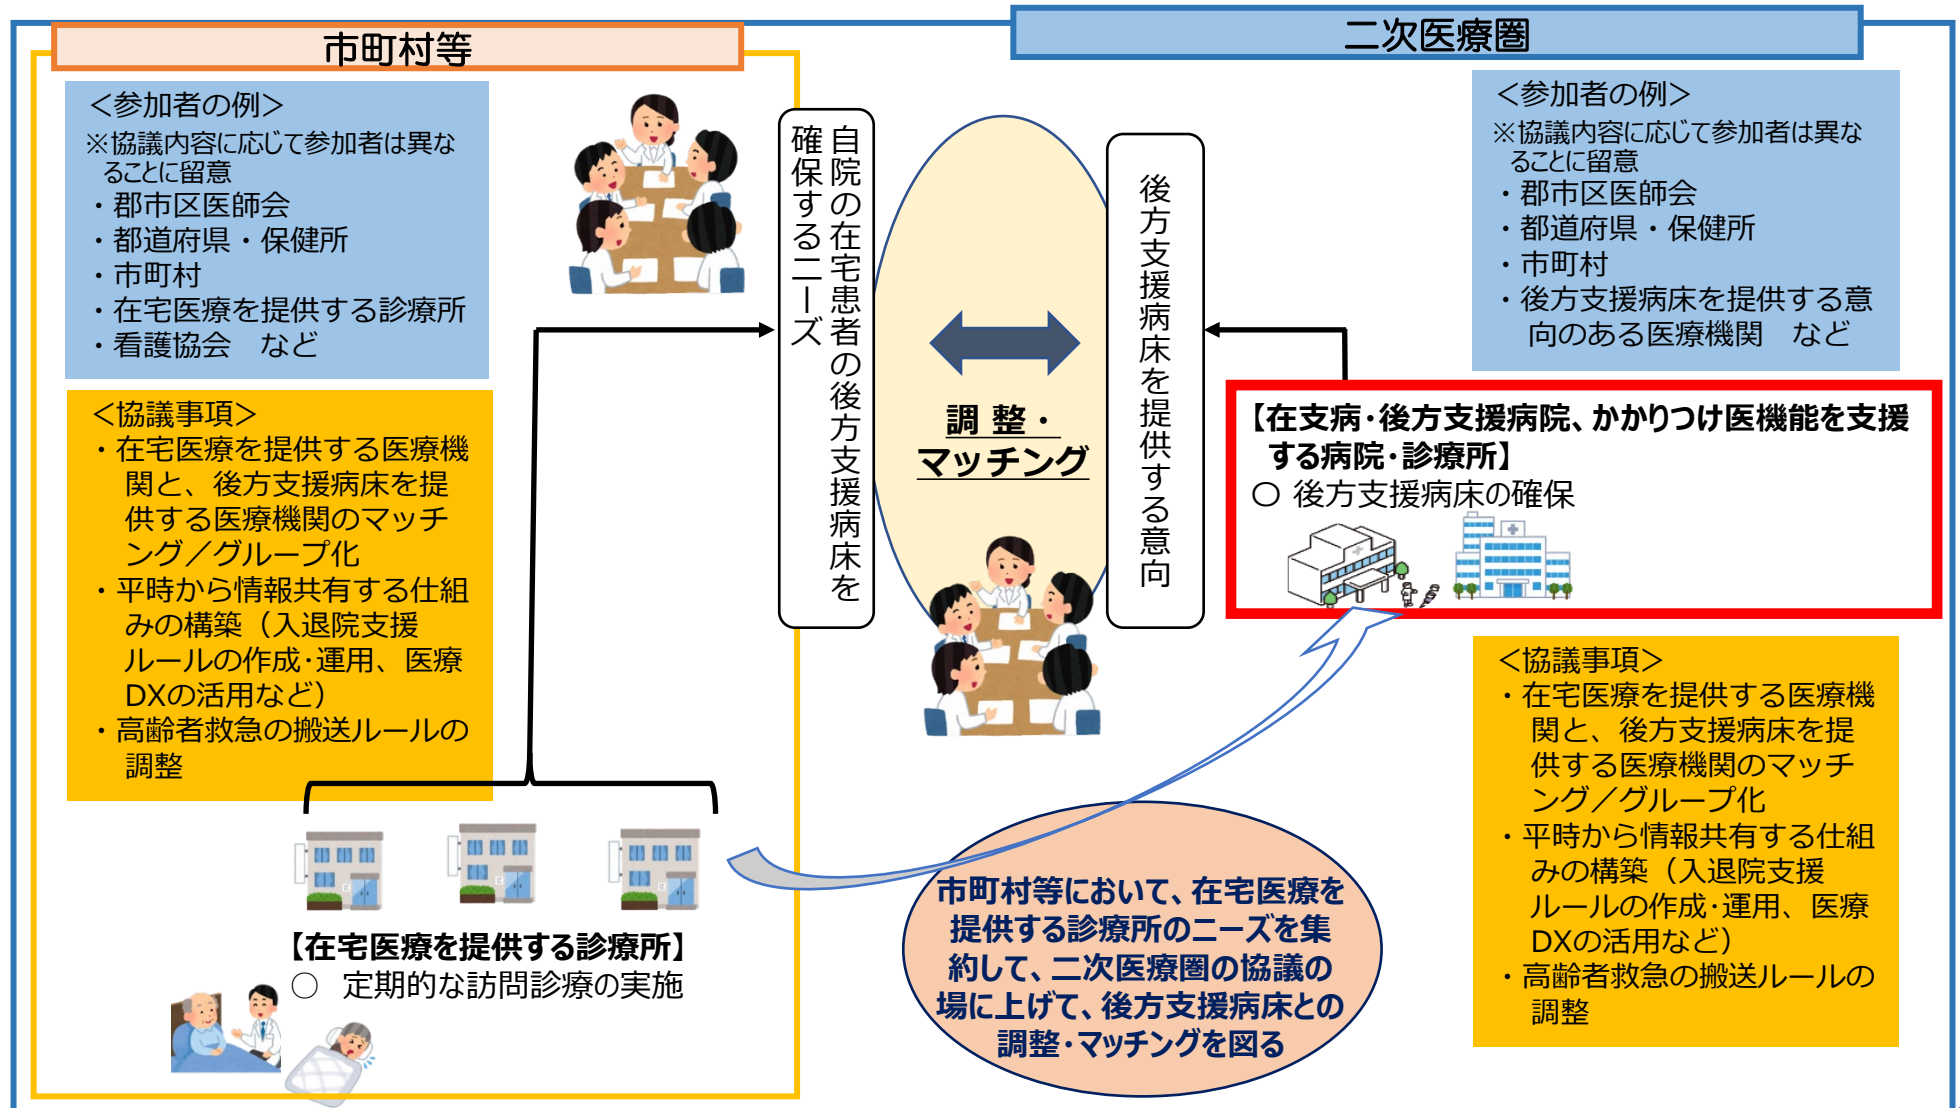 市町村等
二次医療圏
＜参加者の例＞
※協議内容に応じて参加者は異な
ることに留意
・郡市区医師会
・都道府県・保健所
・市町村
・在宅医療を提供する診療所
・看護協会　など
＜協議事項＞
・在宅医療を提供する医療機
関と、後方支援病床を提
供する医療機関のマッチ
ング／グループ化
・平時から情報共有する仕組
みの構築（入退院支援
ルールの作成・運用、医療
DXの活用など）
・高齢者救急の搬送ルールの
調整
【在宅医療を提供する診療所】
○　定期的な訪問診療の実施
自院の在宅患者の後方支援病床を
確保するニーズ
調 整・
マッチング
後方支援病床を提供する意向
市町村等において、在宅医療を
提供する診療所のニーズを集
約して、二次医療圏の協議の
場に上げて、後方支援病床との
調整・マッチングを図る
＜参加者の例＞
※協議内容に応じて参加者は異な
ることに留意
・郡市区医師会
・都道府県・保健所
・市町村
・後方支援病床を提供する意
向のある医療機関　など
【在支病・後方支援病院、かかりつけ医機能を支援
する病院・診療所】
○ 後方支援病床の確保
＜協議事項＞
・在宅医療を提供する医療機
関と、後方支援病床を提
供する医療機関のマッチ
ング／グループ化
・平時から情報共有する仕組
みの構築（入退院支援
ルールの作成・運用、医療
DXの活用など）
・高齢者救急の搬送ルールの
調整